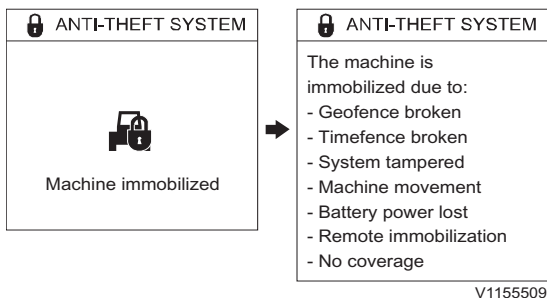 ANTI-THEFT SYSTEM
Machine immobilized
ANTI-THEFT SYSTEM
The machine is
immobilized due to:
- Geofence broken
- Timefence broken
- System tampered
- Machine movement
- Battery power lost
- Remote immobilization
- No coverage
V1155509